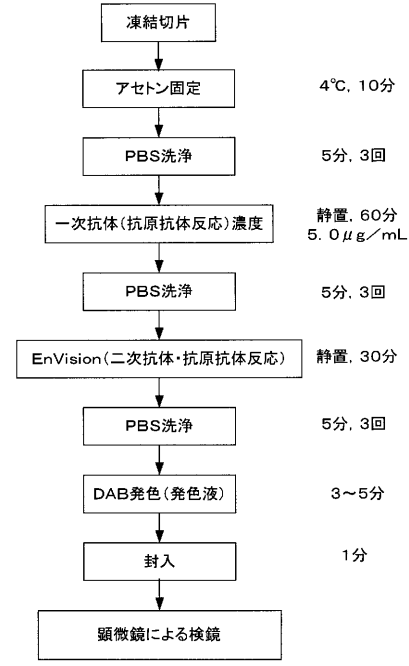 凍結切片
アセトン固定
4℃, 10分
PBS洗浄
5分, 3回
一次抗体(抗原抗体反応)濃度
静置, 60分
5. 0μg/mL
PBS洗浄
5分, 3回
EnVision(二次抗体・抗原抗体反応)
静置, 30分
PBS洗浄
5分, 3回
DAB発色(発色液)
3〜5分
封入
1分
顕微鏡による検鏡